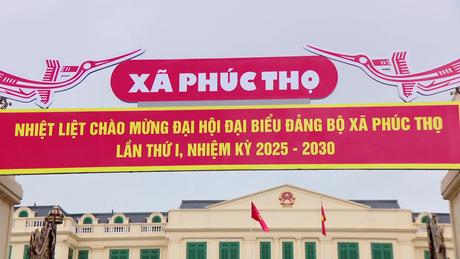 XÃ PHÚC THỌ
NHIỆT LIỆT CHÀO MỪNG ĐẠI HỘI ĐẠI BIỂU ĐẢNG BỘ XÃ PHÚC THỌ
LẦN THỨ I, NHIỆM KỲ 2025 - 2030